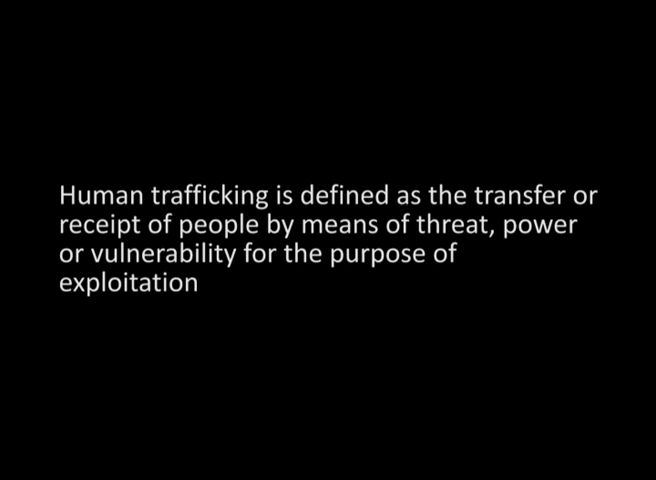 Human trafficking is defined as the transfer or
receipt of people by means of threat, power
or vulnerability for the purpose of
exploitation